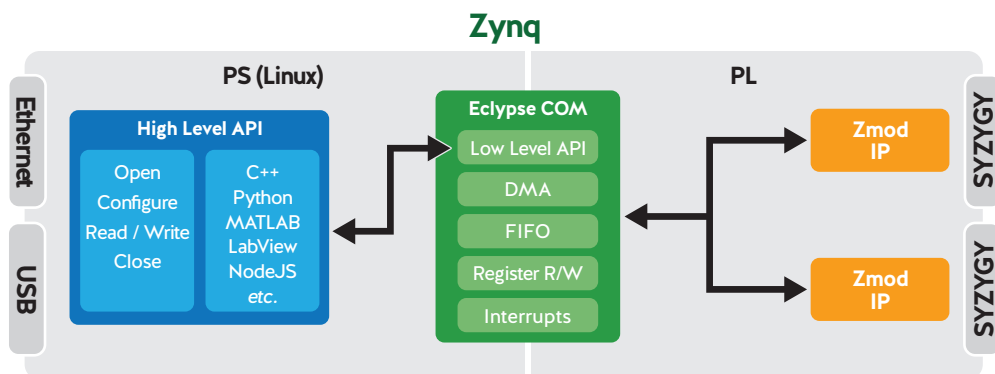 Zynq
PS (Linux)
PL
Ethernet
USB
High Level API
Open
Configure
Read / Write
Close
C++
Python
MATLAB
LabView
NodeJS
etc.
Eclypse COM
Low Level API
DMA
FIFO
Register R/W
Interrupts
Zmod
IP
Zmod
IP
SYZYGY
SYZYGY